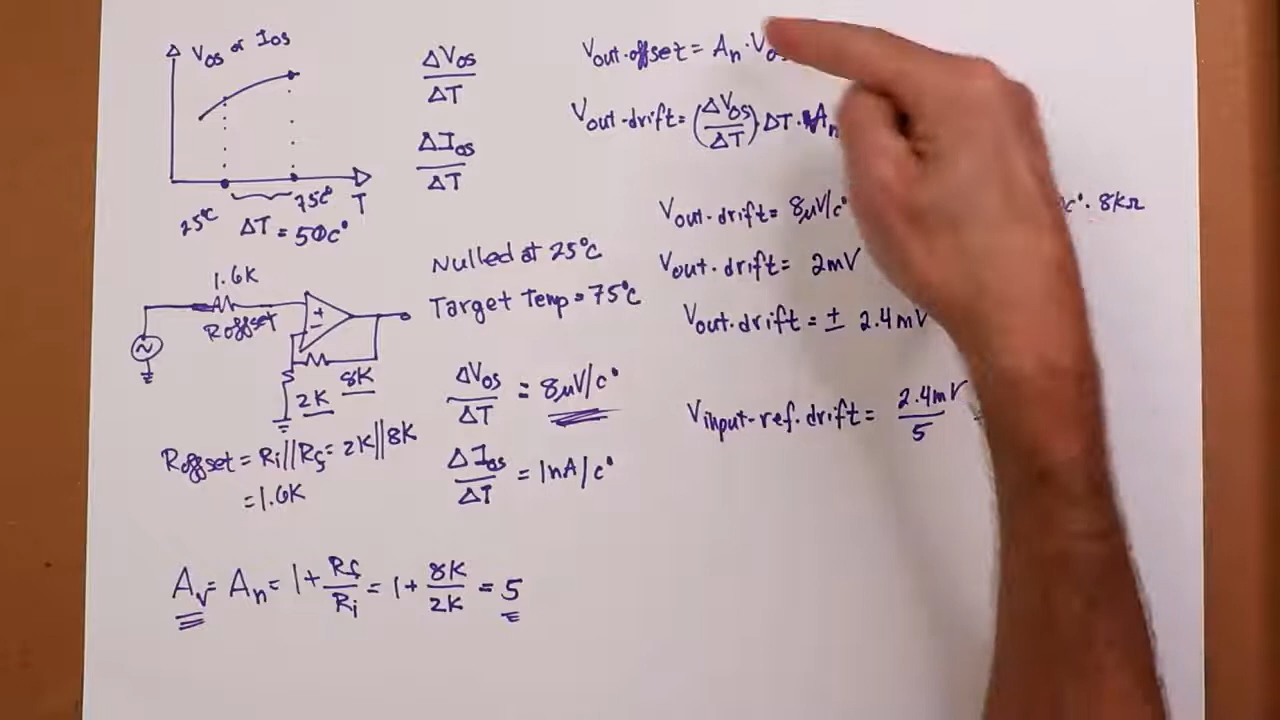 Vos or Ios
25°C
75C°
T
ΔT = 50C°
ΔVos
ΔT
ΔIos
ΔT
Nulled at 25°C
Target Temp = 75°C
1.6K
Roffset
+
−
8K
2K
Roffset = Ri||Rf = 2K||8K
= 1.6K
ΔVos/ΔT = 8μV/C°
ΔIos/ΔT = 1nA/C°
Av = An = 1 + Rf/Ri = 1 + 8K/2K = 5
Vout-offset = An · V
Vout-drift = (ΔVos/ΔT) ΔT · An
Vout-drift = 8μV/C° C° · 8kΩ
Vout-drift = 2mV
Vout-drift = ± 2.4mV
Vinput-ref.drift = 2.4mV/5